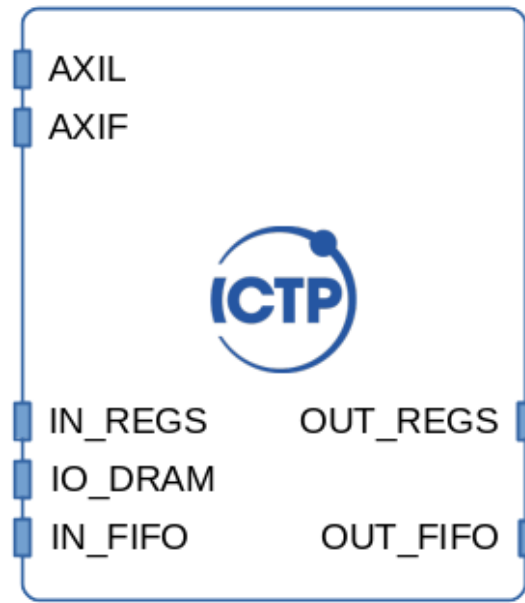 AXIL
AXIF
ICTP
IN_REGS OUT_REGS
IO_DRAM
IN_FIFO OUT_FIFO